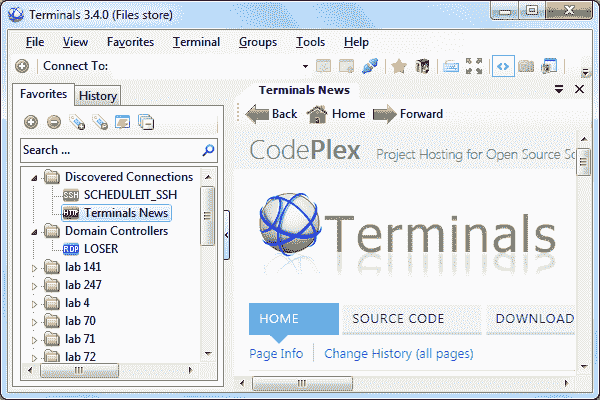 Terminals 3.4.0 (Files store)
File View Favorites Terminal Groups Tools Help
Connect To:
Favorites History
Search ...
Discovered Connections
SSH SCHEDULEIT_SSH
HTTP Terminals News
Domain Controllers
RDP LOSER
lab 141
lab 247
lab 4
lab 70
lab 71
lab 72
Terminals News
Back Home Forward
CodePlex Project Hosting for Open Source So
Terminals
HOME SOURCE CODE DOWNLOAD
Page Info Change History (all pages)